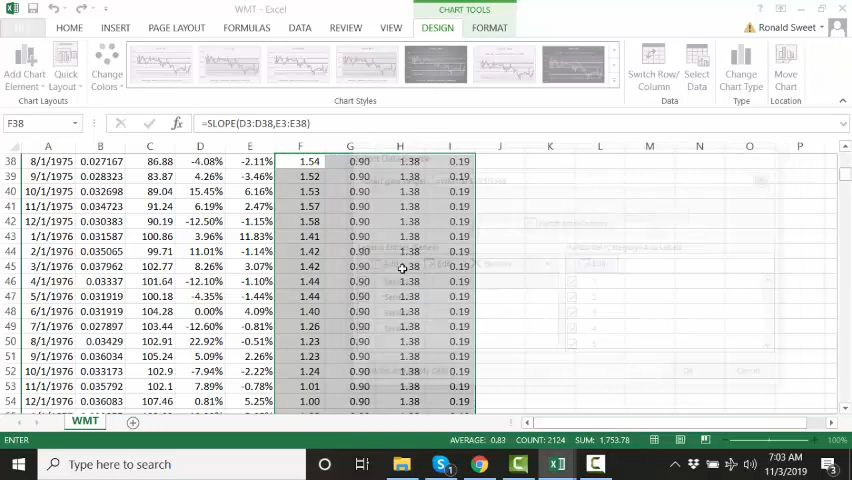 WMT - Excel
CHART TOOLS
HOME INSERT PAGE LAYOUT FORMULAS DATA REVIEW VIEW DESIGN FORMAT
Ronald Sweet
Add Chart Element Quick Layout Change Colors Switch Row/Column Select Data Change Chart Type Move Chart
Chart Layouts Chart Styles Data Type Location
F38 =SLOPE(D3:D38,E3:E38)
A B C D E F G H I J K L M N O P
38 8/1/1975 0.027167 86.88 -4.08% -2.11% 1.54 0.90 1.38 0.19
39 9/1/1975 0.028323 83.87 -4.26% -3.46% 1.52 0.90 1.38 0.19
40 10/1/1975 0.032698 89.04 15.45% 6.16% 1.53 0.90 1.38 0.19
41 11/1/1975 0.034723 91.24 6.19% 2.47% 1.57 0.90 1.38 0.19
42 12/1/1975 0.030383 90.19 -12.50% -1.15% 1.58 0.90 1.38 0.19
43 1/1/1976 0.031587 100.86 3.96% 11.83% 1.41 0.90 1.38 0.19
44 2/1/1976 0.035065 99.71 11.01% -1.14% 1.42 0.90 1.38 0.19
45 3/1/1976 0.037962 102.77 8.26% 3.07% 1.42 0.90 1.38 0.19
46 4/1/1976 0.03337 101.64 -12.10% -1.10% 1.44 0.90 1.38 0.19
47 5/1/1976 0.031919 100.18 -4.35% -1.44% 1.44 0.90 1.38 0.19
48 6/1/1976 0.031919 104.28 0.00% 4.09% 1.40 0.90 1.38 0.19
49 7/1/1976 0.027897 103.44 -12.60% -0.81% 1.26 0.90 1.38 0.19
50 8/1/1976 0.03429 102.91 22.92% -0.51% 1.23 0.90 1.38 0.19
51 9/1/1976 0.036034 105.24 5.09% 2.26% 1.23 0.90 1.38 0.19
52 10/1/1976 0.033169 102.9 -7.94% -2.22% 1.24 0.90 1.38 0.19
53 11/1/1976 0.035792 102.1 7.89% -0.78% 1.01 0.90 1.38 0.19
54 12/1/1976 0.036083 107.46 0.81% 5.25% 1.00 0.90 1.38 0.19
WMT
ENTER AVERAGE: 0.83 COUNT: 2124 SUM: 1,753.78 100%
Type here to search
7:03 AM
11/3/2019